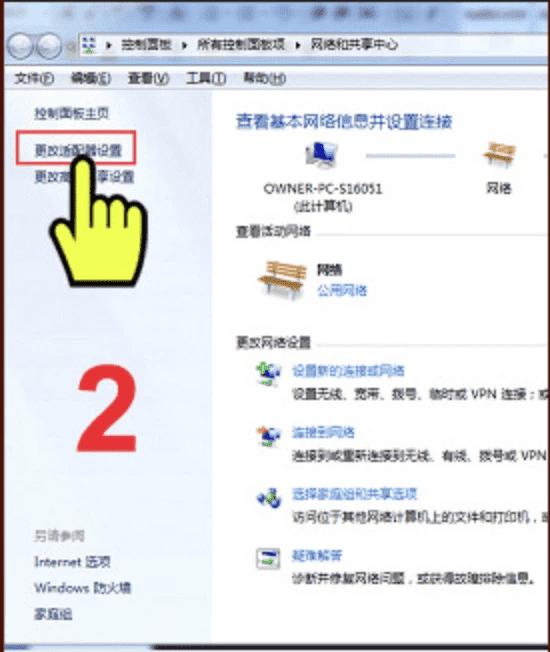 控制面板 ▸ 所有控制面板项 ▸ 网络和共享中心
文件(F) 编辑(E) 查看(V) 工具(T) 帮助(H)
控制面板主页
更改适配器设置
更改 享设置
2
另请参阅
Internet 选项
Windows 防火墙
家庭组
查看基本网络信息并设置连接
OWNER-PC-S16051
(此计算机)
网络
查看活动网络
网络
公用网络
更改网络设置
设置新的连接或网络
设置无线、宽带、拨号、临时或 VPN 连接；或
连接到网络
连接到或重新连接到无线、有线、拨号或 VPN
选择家庭组和共享选项
访问位于其他网络计算机上的文件和打印机，或
疑难解答
诊断并修复网络问题，或获得故障排除信息。